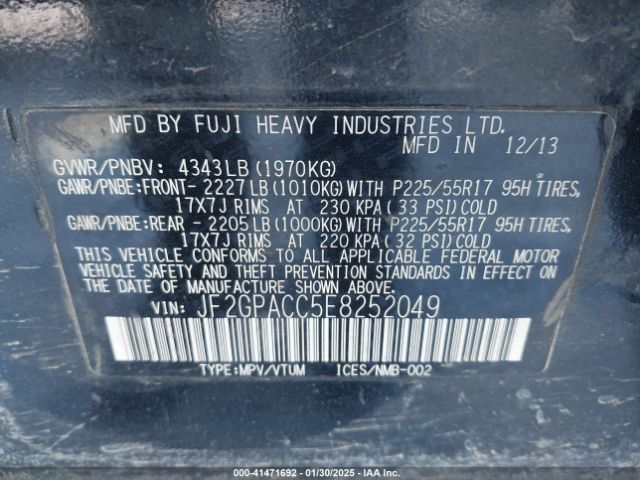 MFD BY FUJI HEAVY INDUSTRIES LTD.
MFD IN 12/13
GVWR/PNBV: 4343LB (1970KG)
GAWR/PNBE:FRONT- 2227LB (1010KG) WITH P225/55R17 95H TIRES,
17X7J RIMS AT 230 KPA (33 PSI) COLD
GAWR/PNBE:REAR - 2205LB (1000KG) WITH P225/55R17 95H TIRES,
17X7J RIMS AT 220 KPA (32 PSI) COLD
THIS VEHICLE CONFORMS TO ALL APPLICABLE FEDERAL MOTOR
VEHICLE SAFETY AND THEFT PREVENTION STANDARDS IN EFFECT ON
THE DATE OF MANUFACTURE SHOWN ABOVE.
VIN: JF2GPACC5E8252049
TYPE:MPV/VTUM ICES/NMB-002
000-41471692 - 01/30/2025 - IAA Inc.